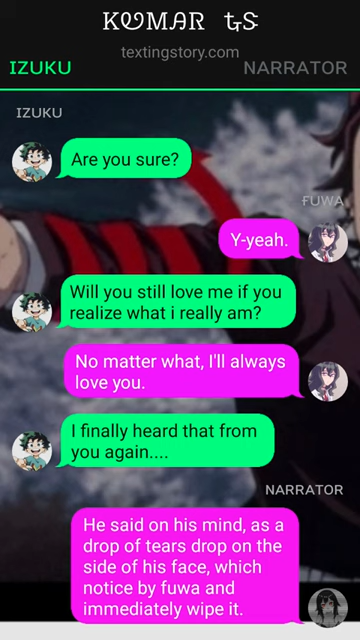 KUMAR ƚʂ
textingstory.com
IZUKU NARRATOR
IZUKU
Are you sure?
FUWA
Y-yeah.
Will you still love me if you
realize what i really am?
No matter what, I'll always
love you.
I finally heard that from
you again....
NARRATOR
He said on his mind, as a
drop of tears drop on the
side of his face, which
notice by fuwa and
immediately wipe it.